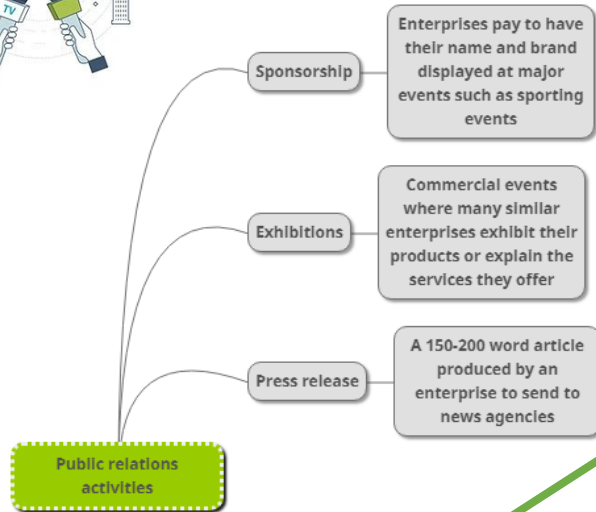 TV
Sponsorship
Enterprises pay to have
their name and brand
displayed at major
events such as sporting
events
Exhibitions
Commercial events
where many similar
enterprises exhibit their
products or explain the
services they offer
Press release
A 150-200 word article
produced by an
enterprise to send to
news agencies
Public relations
activities